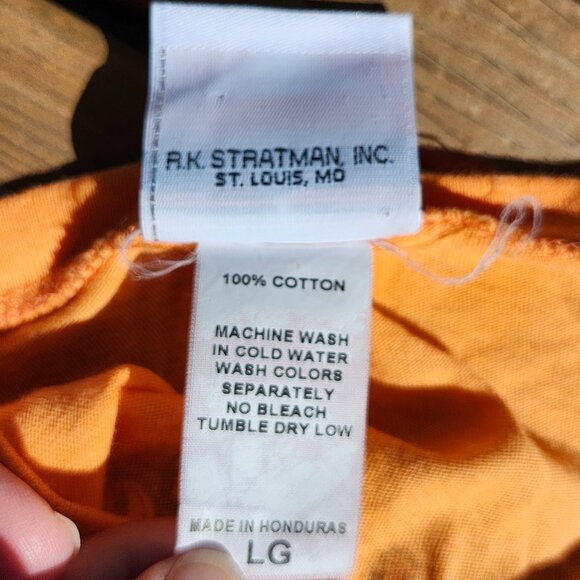 R.K. STRATMAN, INC.
ST. LOUIS, MO
100% COTTON
MACHINE WASH
IN COLD WATER
WASH COLORS
SEPARATELY
NO BLEACH
TUMBLE DRY LOW
MADE IN HONDURAS
LG